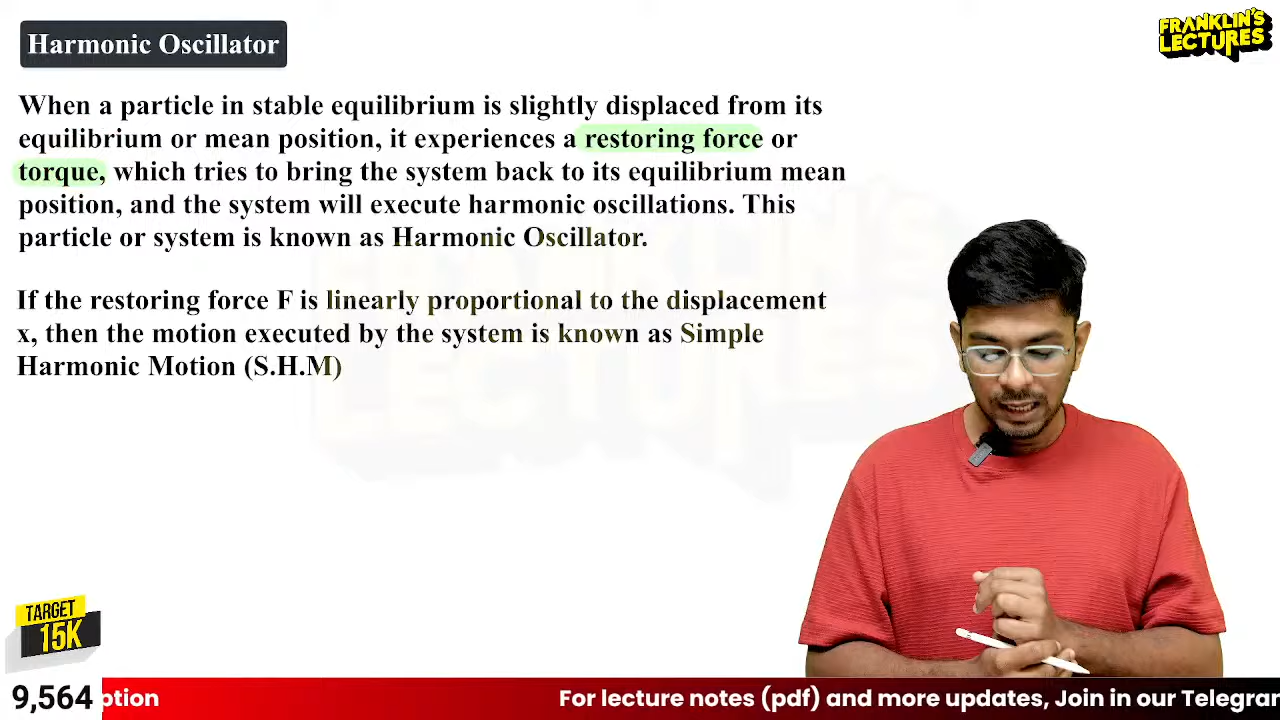 Harmonic Oscillator
FRANKLIN'S
LECTURES
When a particle in stable equilibrium is slightly displaced from its
equilibrium or mean position, it experiences a restoring force or
torque, which tries to bring the system back to its equilibrium mean
position, and the system will execute harmonic oscillations. This
particle or system is known as Harmonic Oscillator.
If the restoring force F is linearly proportional to the displacement
x, then the motion executed by the system is known as Simple
Harmonic Motion (S.H.M)
FRANKLIN'S
LECTURES
TARGET
15K
9,564 ption For lecture notes (pdf) and more updates, Join in our Telegram